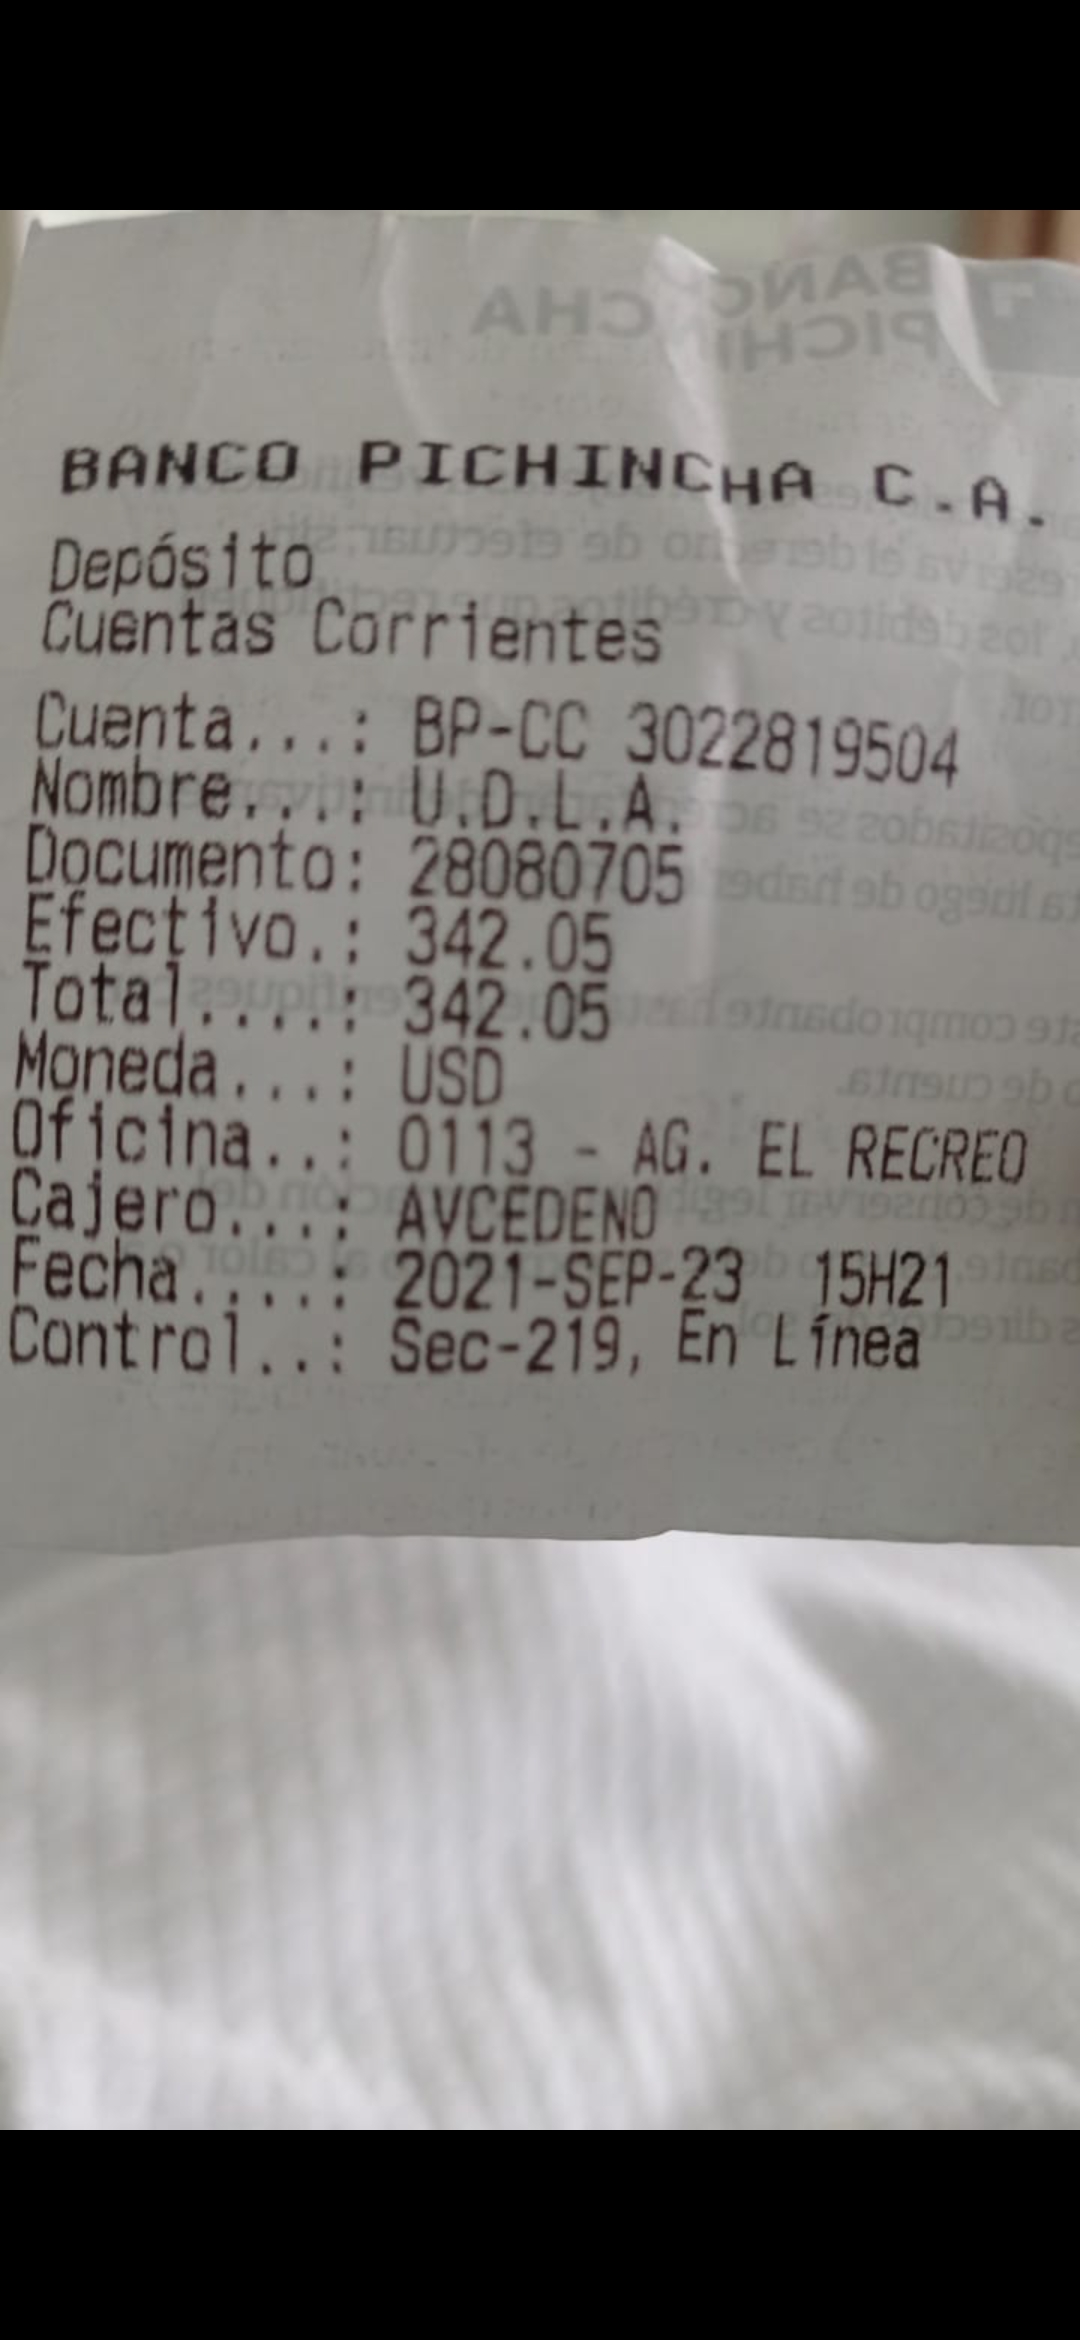 BANCO PICHINCHA C.A.
Depósito
Cuentas Corrientes
Cuenta...: BP-CC 3022819504
Nombre...: U.D.L.A.
Documento: 28080705
Efectivo.: 342.05
Total....: 342.05
Moneda...: USD
Oficina..: 0113 - AG. EL RECREO
Cajero...: AVCEDENO
Fecha....: 2021-SEP-23 15H21
Control..: Sec-219, En Línea